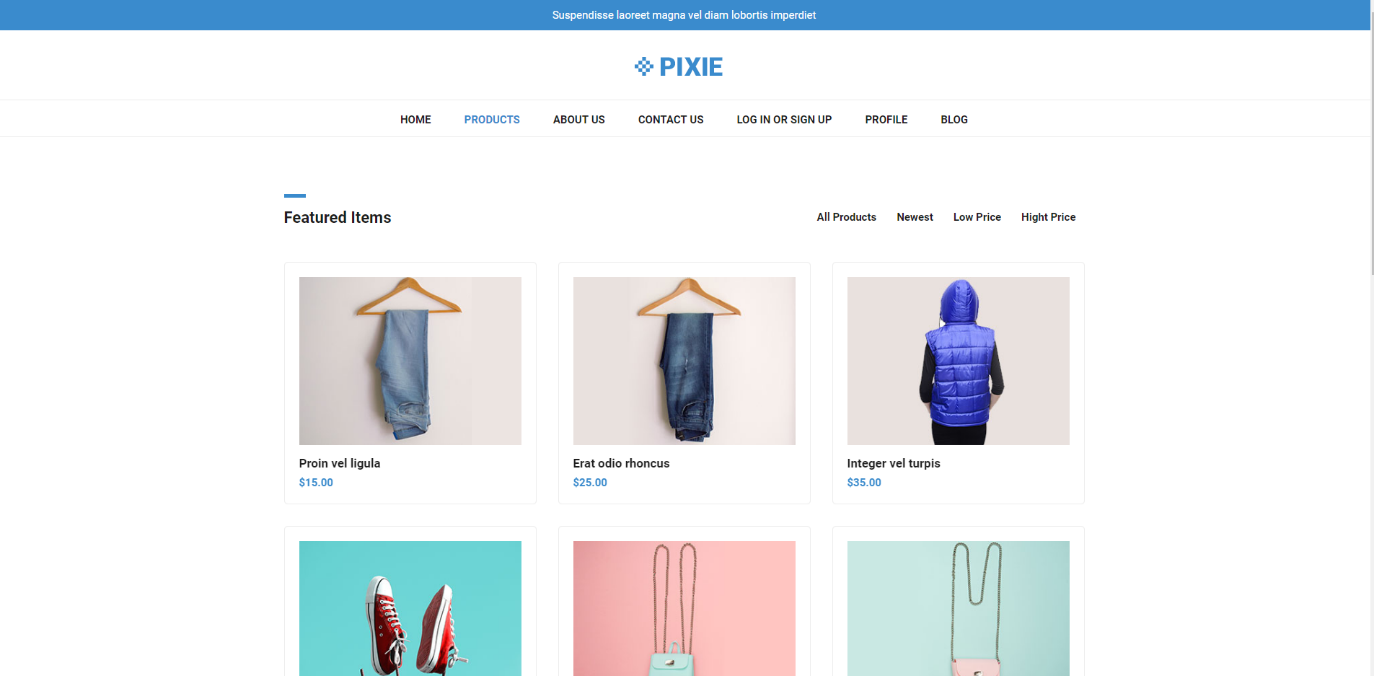 Suspendisse laoreet magna vel diam lobortis imperdiet
PIXIE
HOME PRODUCTS ABOUT US CONTACT US LOG IN OR SIGN UP PROFILE BLOG
Featured Items
All Products Newest Low Price Hight Price
Proin vel ligula
$15.00
Erat odio rhoncus
$25.00
Integer vel turpis
$35.00